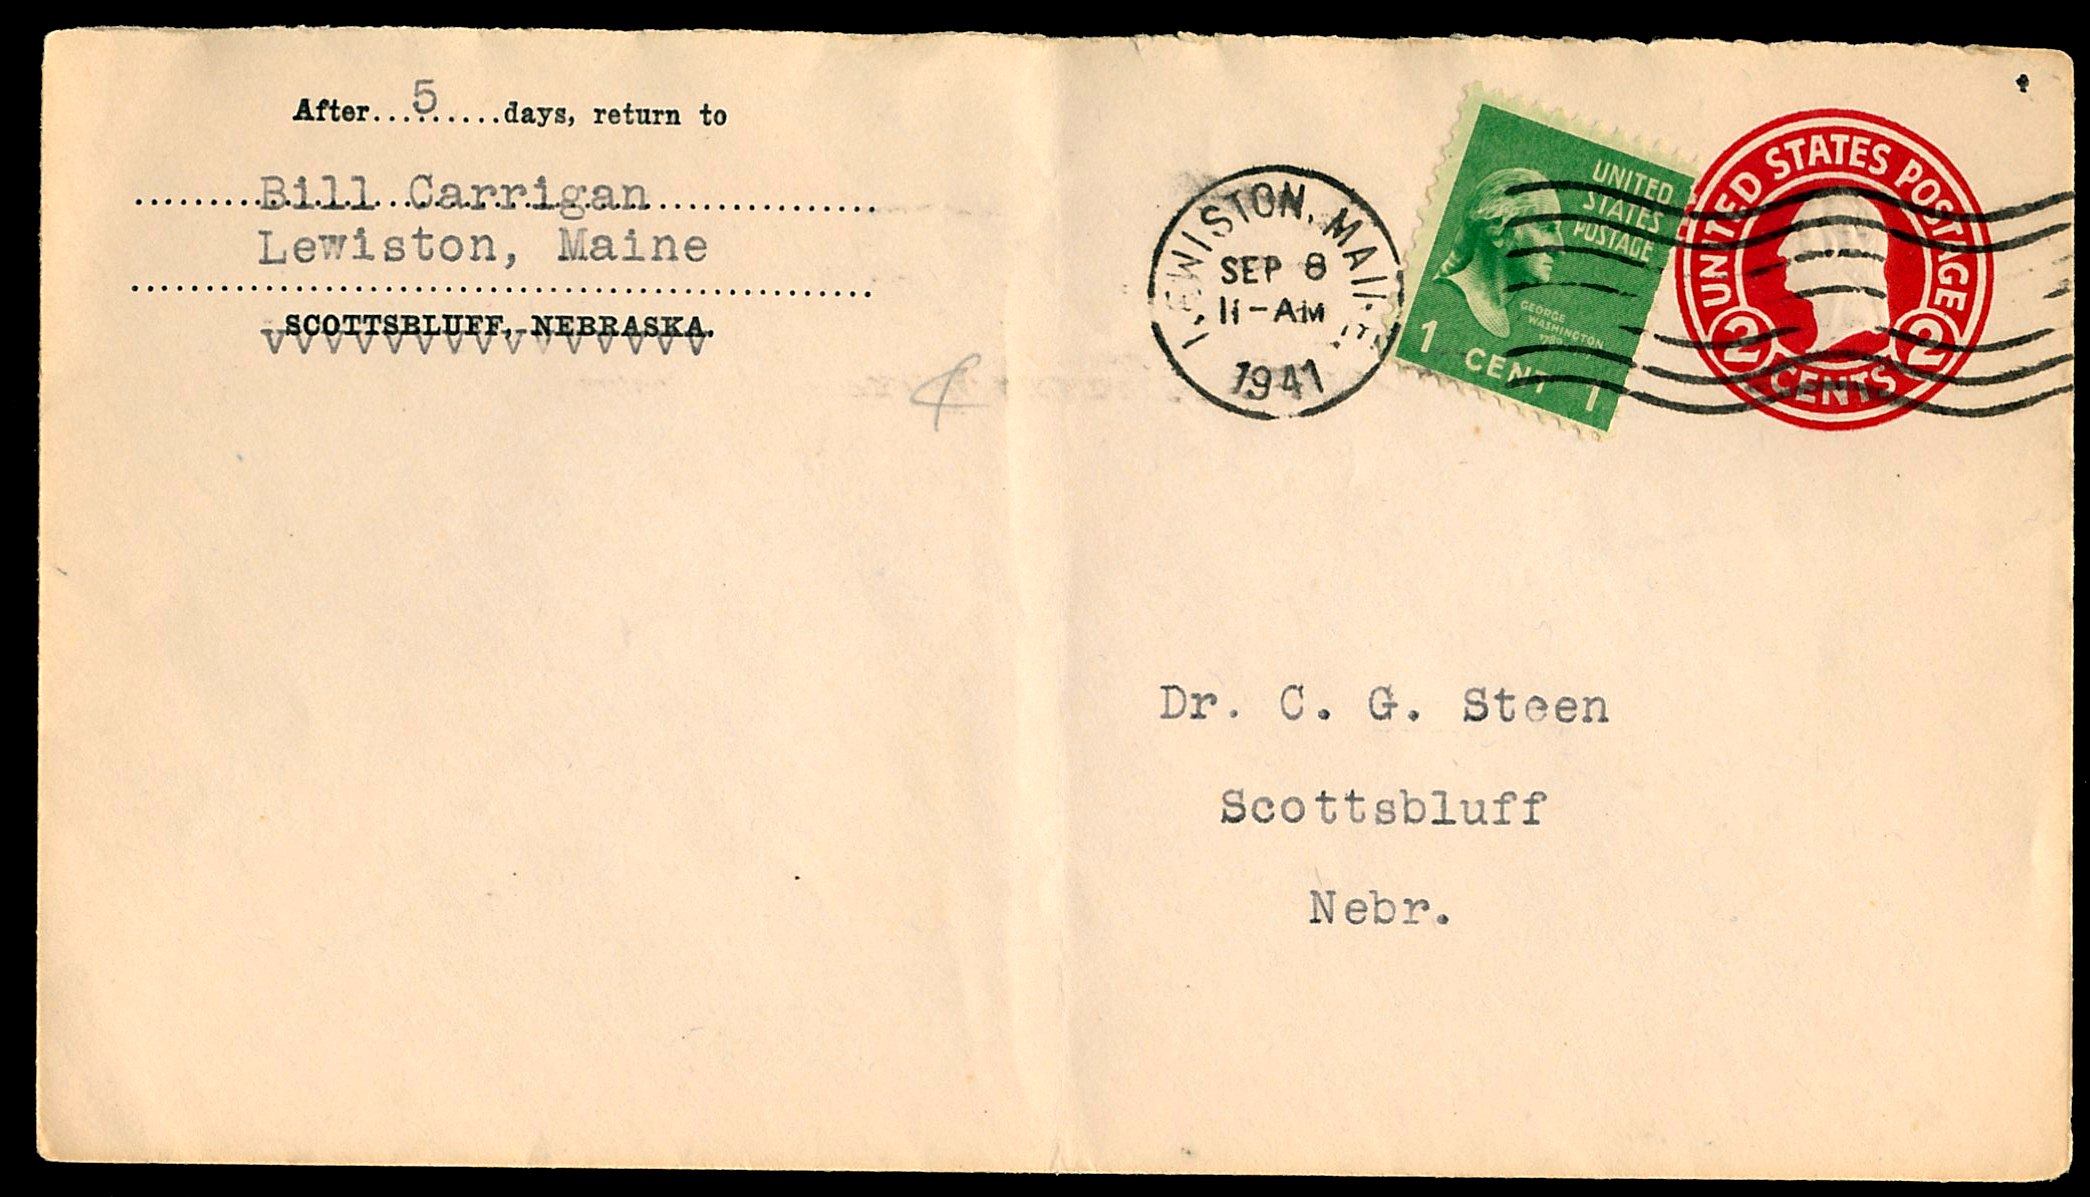 After....5.....days, return to
Bill Carrigan
Lewiston, Maine
SCOTTSBLUFF, NEBRASKA.
LEWISTON, MAINE
SEP 8
11-AM
1941
UNITED
STATES
POSTAGE
GEORGE
WASHINGTON
1789
1 CENT 1
UNITED STATES POSTAGE
2 CENTS 2
Dr. C. G. Steen
Scottsbluff
Nebr.